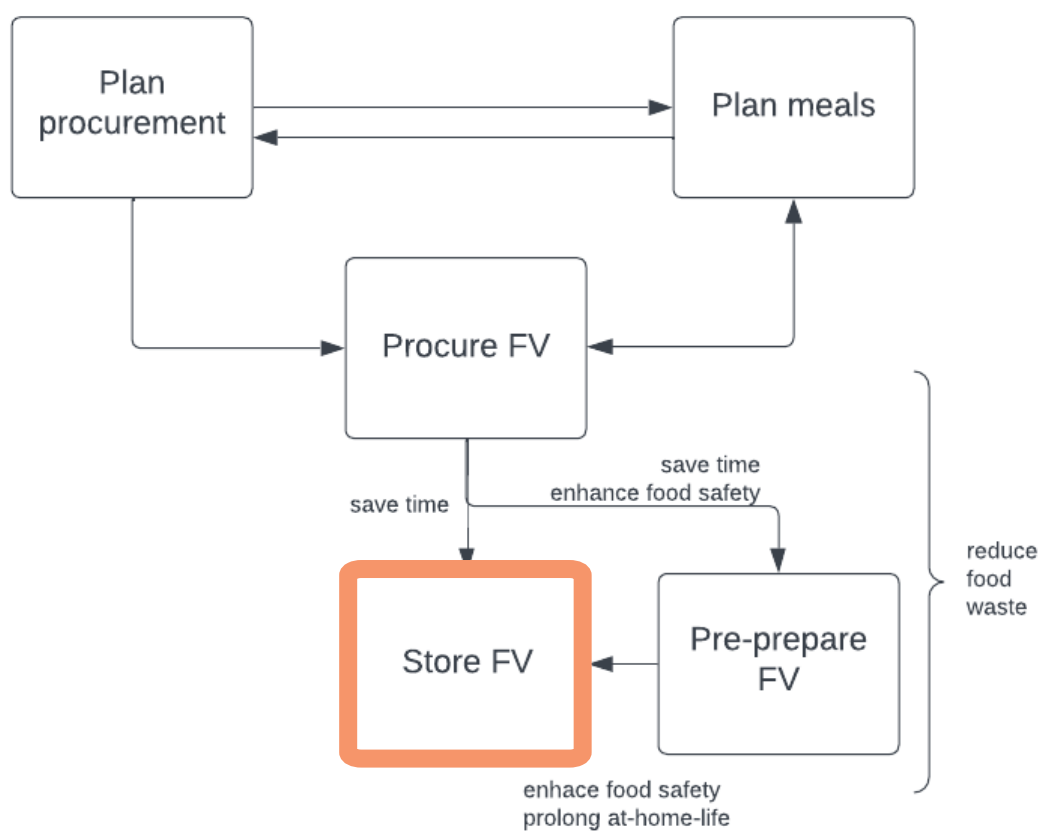 Plan
procurement
Plan meals
Procure FV
save time
enhance food safety
save time
reduce
food
waste
Store FV
Pre-prepare
FV
enhace food safety
prolong at-home-life